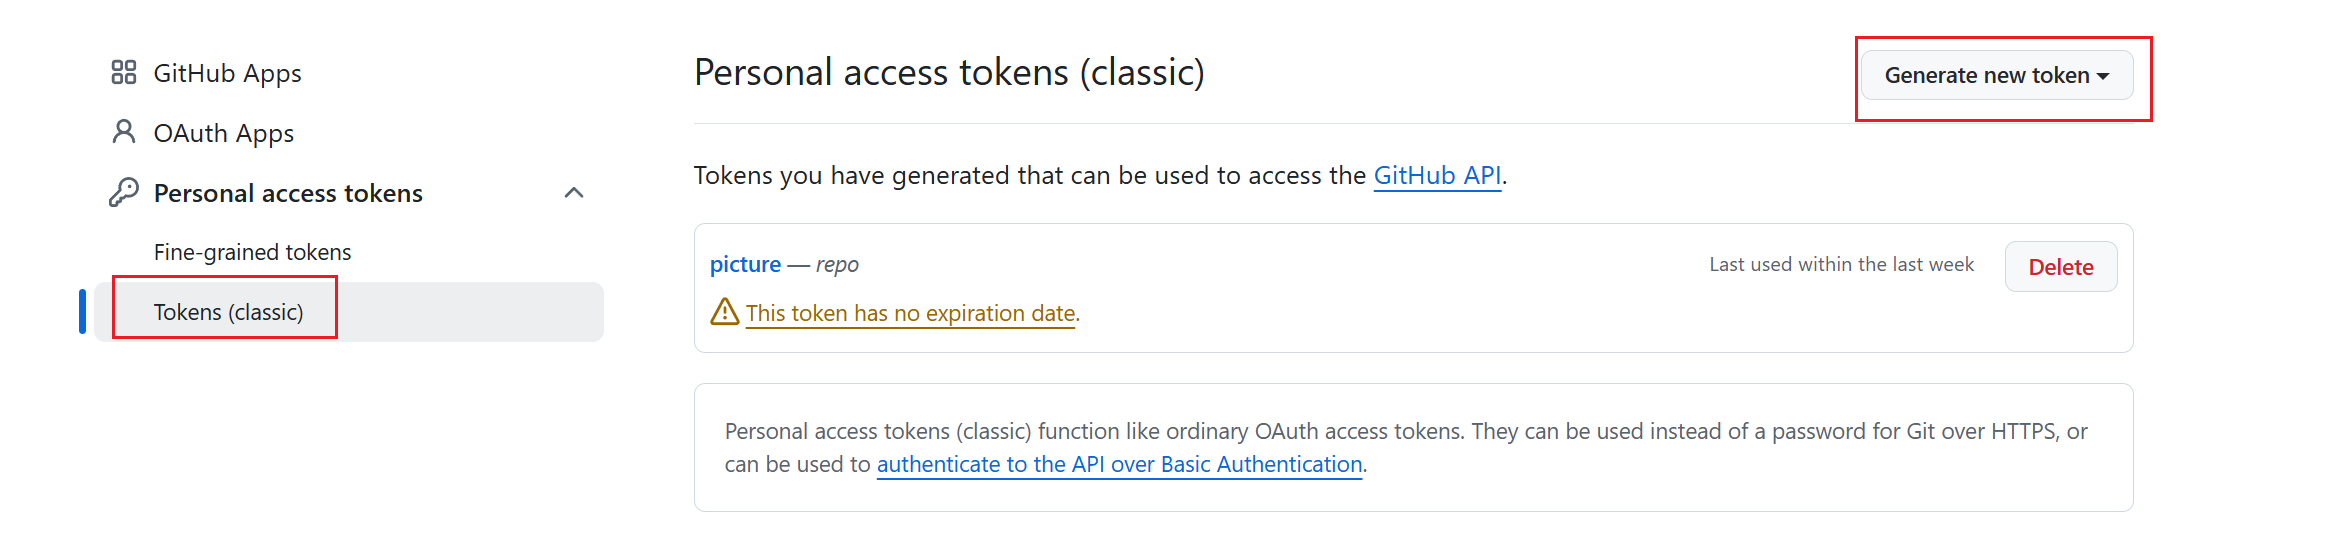 GitHub Apps
OAuth Apps
Personal access tokens
Fine-grained tokens
Tokens (classic)
Personal access tokens (classic)
Generate new token
Tokens you have generated that can be used to access the GitHub API.
picture — repo
Last used within the last week
Delete
This token has no expiration date.
Personal access tokens (classic) function like ordinary OAuth access tokens. They can be used instead of a password for Git over HTTPS, or
can be used to authenticate to the API over Basic Authentication.